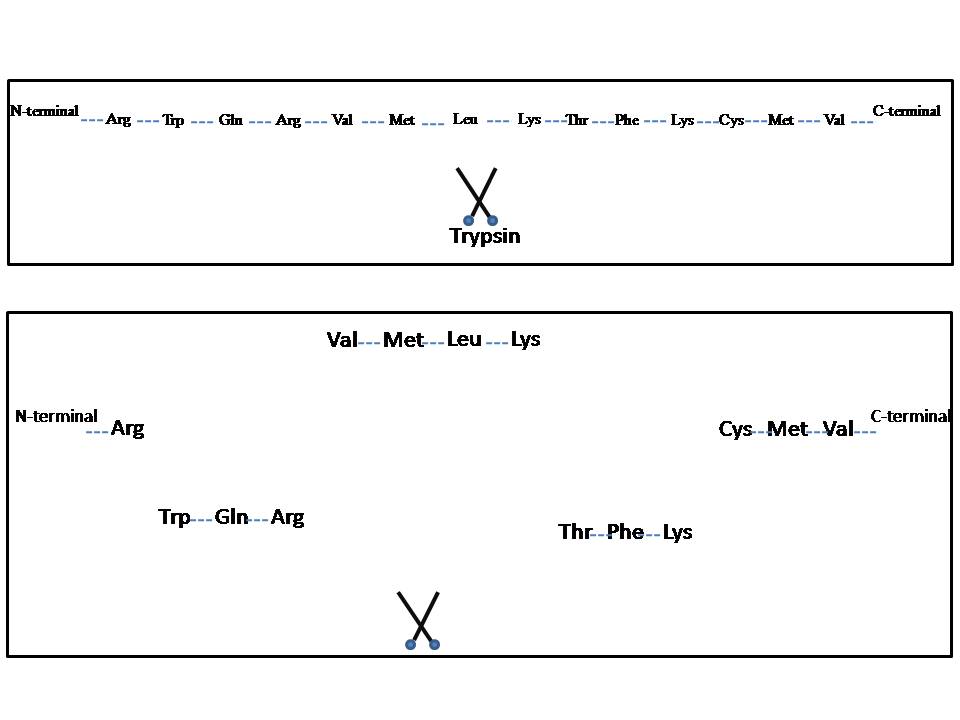 N-terminal --- Arg --- Trp --- Gln --- Arg --- Val --- Met --- Leu --- Lys --- Thr --- Phe --- Lys --- Cys --- Met --- Val --- C-terminal
Trypsin
Val --- Met --- Leu --- Lys
N-terminal --- Arg
Cys --- Met --- Val --- C-terminal
Trp --- Gln --- Arg
Thr --- Phe --- Lys